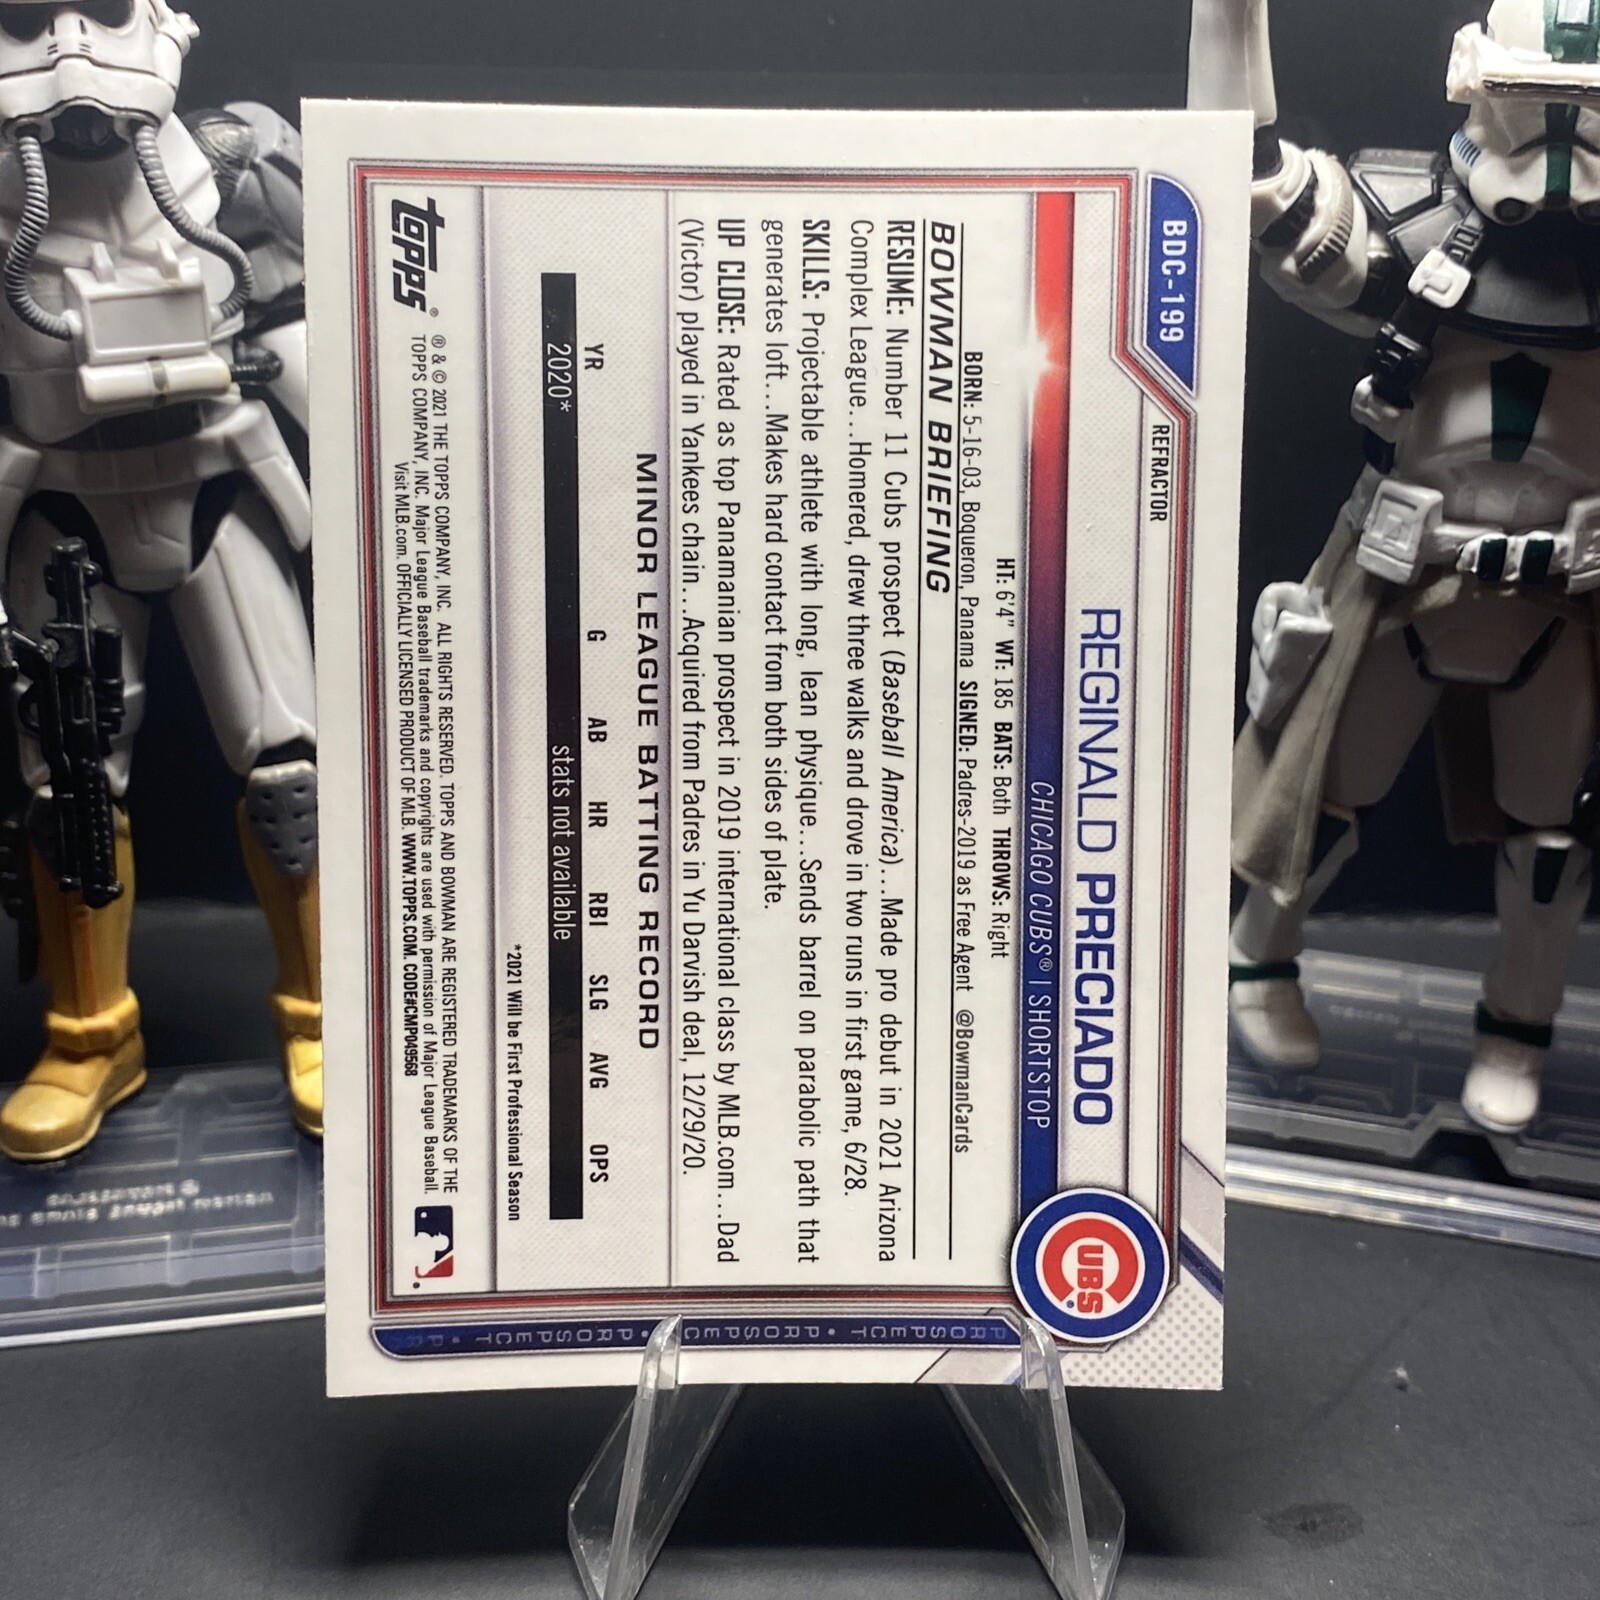 BDC-199
REFRACTOR
REGINALD PRECIADO
CHICAGO CUBS® | SHORTSTOP
CUBS®
HT: 6'4" WT: 185 BATS: Both THROWS: Right
BORN: 5-16-03, Boqueron, Panama SIGNED: Padres-2019 as Free Agent @BowmanCards
BOWMAN BRIEFING
RESUME: Number 11 Cubs prospect (Baseball America)...Made pro debut in 2021 Arizona
Complex League...Homered, drew three walks and drove in two runs in first game, 6/28.
SKILLS: Projectable athlete with long, lean physique...Sends barrel on parabolic path that
generates loft...Makes hard contact from both sides of plate.
UP CLOSE: Rated as top Panamanian prospect in 2019 international class by MLB.com...Dad
(Victor) played in Yankees chain...Acquired from Padres in Yu Darvish deal, 12/29/20.
MINOR LEAGUE BATTING RECORD
YR G AB HR RBI SLG AVG OPS
2020* stats not available
*2021 Will be First Professional Season
topps®
® & © 2021 THE TOPPS COMPANY, INC. ALL RIGHTS RESERVED. TOPPS AND BOWMAN ARE REGISTERED TRADEMARKS OF THE
TOPPS COMPANY, INC. Major League Baseball trademarks and copyrights are used with permission of Major League Baseball.
Visit MLB.com. OFFICIALLY LICENSED PRODUCT OF MLB. WWW.TOPPS.COM. CODE#CMP049568
PROSPECT • PROSPEC PROSPECT • P